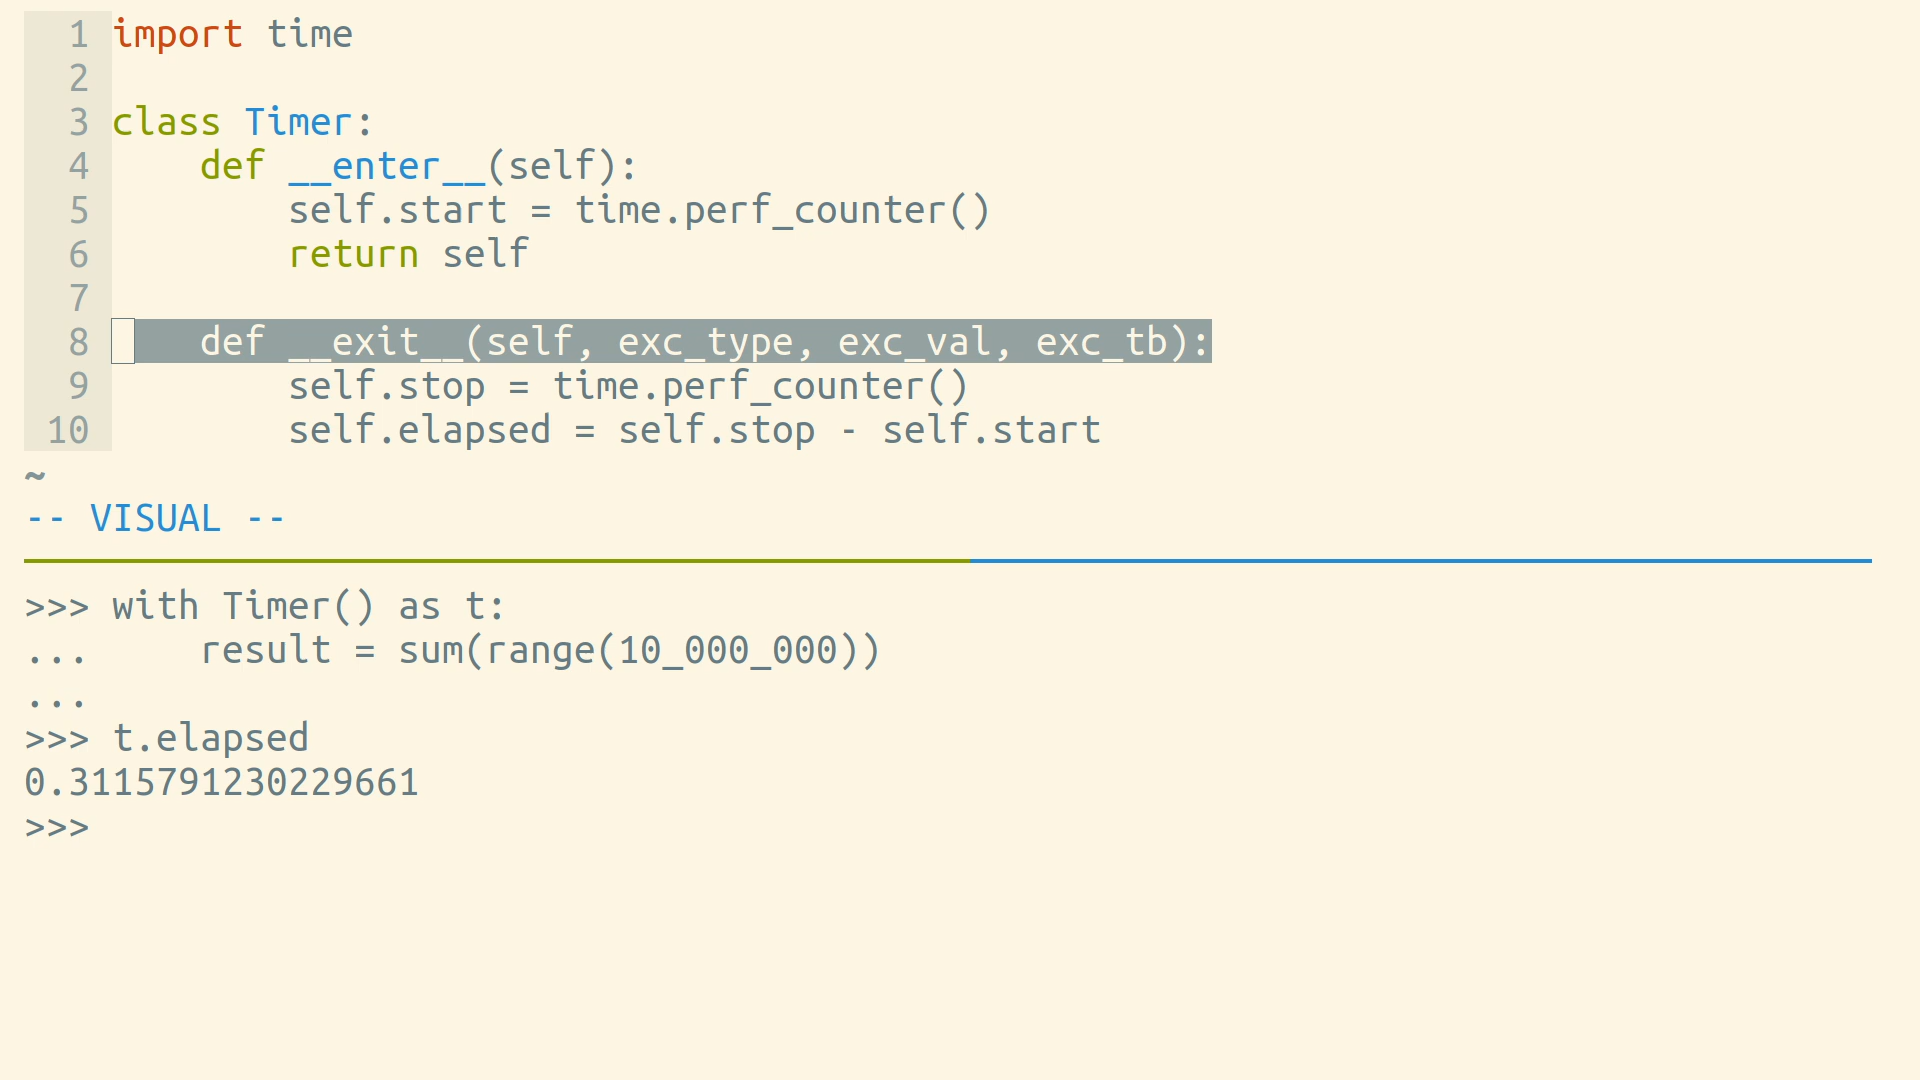 1 import time
2
3 class Timer:
4     def __enter__(self):
5         self.start = time.perf_counter()
6         return self
7
8     def __exit__(self, exc_type, exc_val, exc_tb):
9         self.stop = time.perf_counter()
10         self.elapsed = self.stop - self.start
~
-- VISUAL --
>>> with Timer() as t:
...     result = sum(range(10_000_000))
...
>>> t.elapsed
0.3115791230229661
>>>